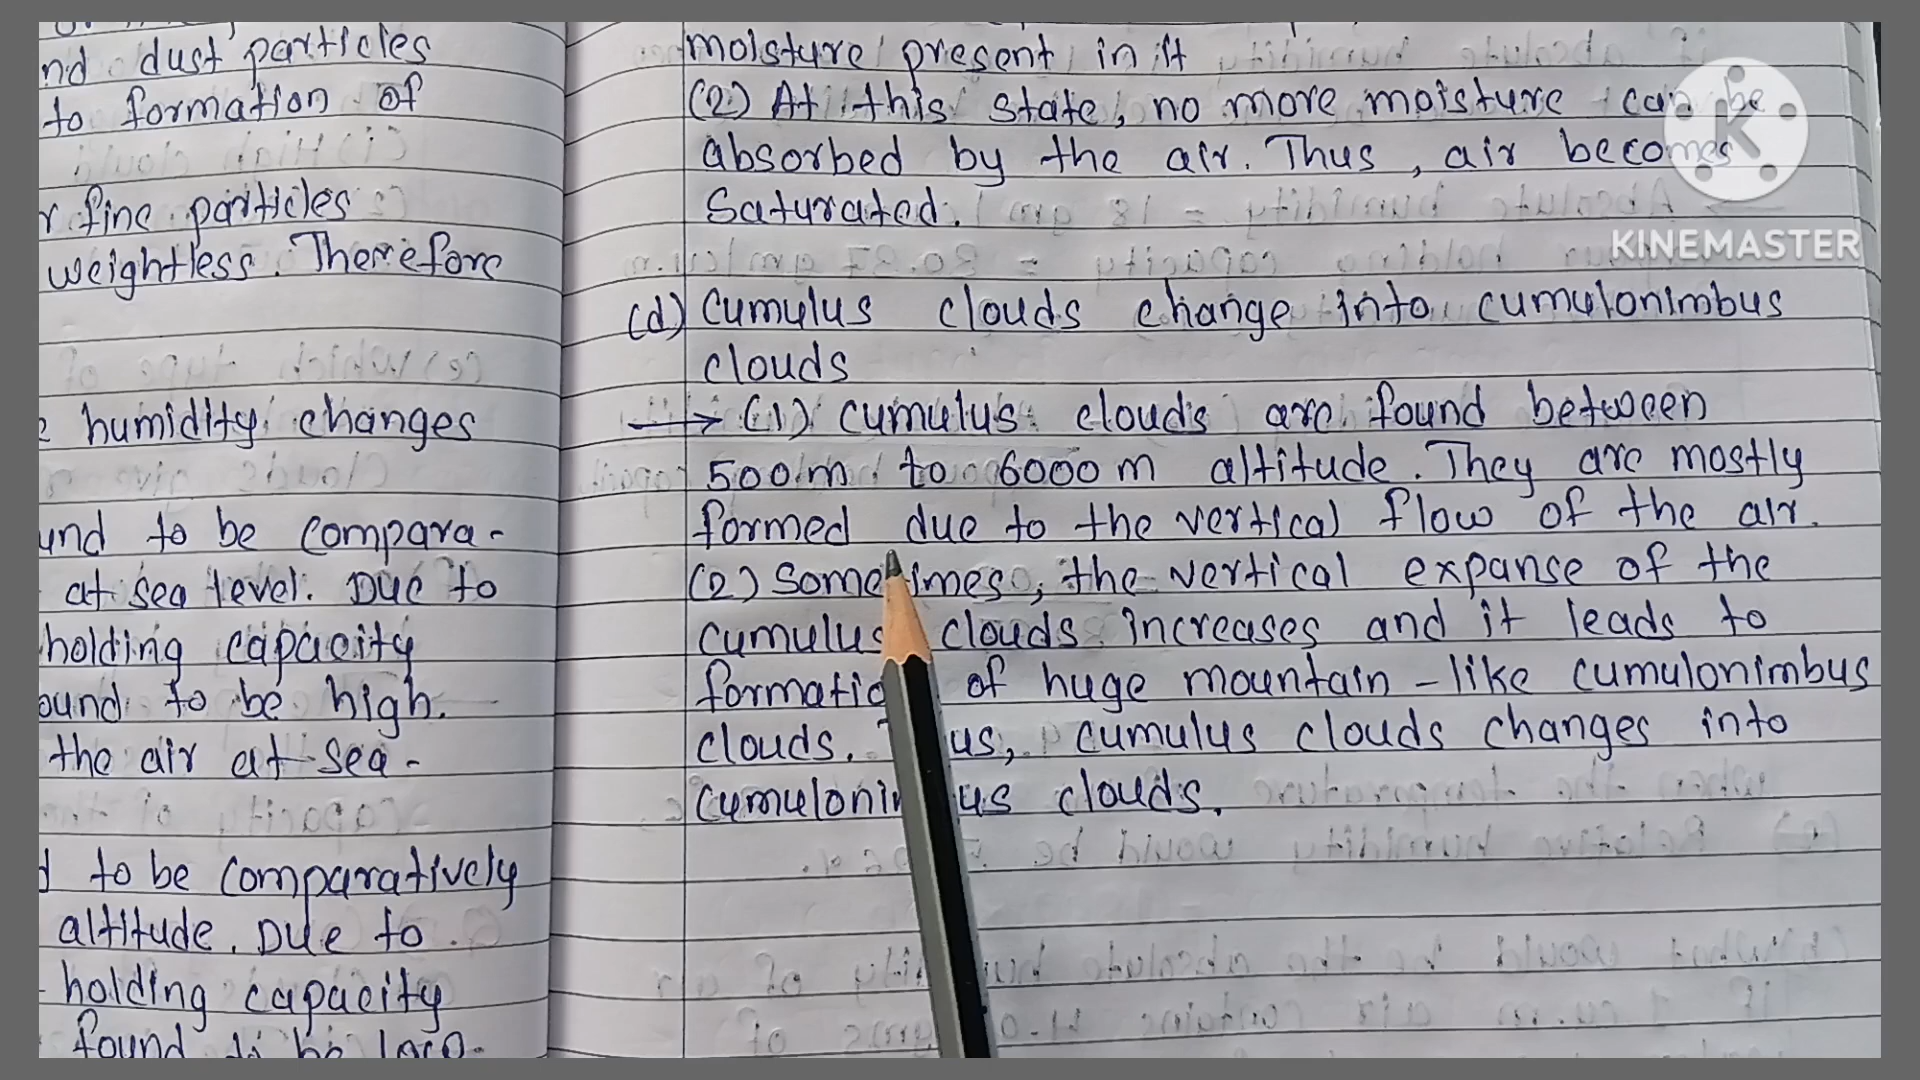 nd dust particles
to formation of
r fine particles
weightless. Therefore
humidity changes
und to be compara-
at sea level. Due to
holding capacity
ound to be high.
the air at sea-
to be comparatively
altitude. Due to
holding capacity
found
moisture present in it
(2) At this state, no more moisture can be
absorbed by the air. Thus, air becomes
Saturated.
(d) Cumulus clouds change into cumulonimbus
clouds
→ (1) Cumulus clouds are found between
500m to 6000m altitude. They are mostly
formed due to the vertical flow of the air.
(2) Sometimes, the vertical expanse of the
cumulus clouds increases and it leads to
formation of huge mountain-like cumulonimbus
clouds. Thus, cumulus clouds changes into
cumulonimbus clouds.
KINEMASTER